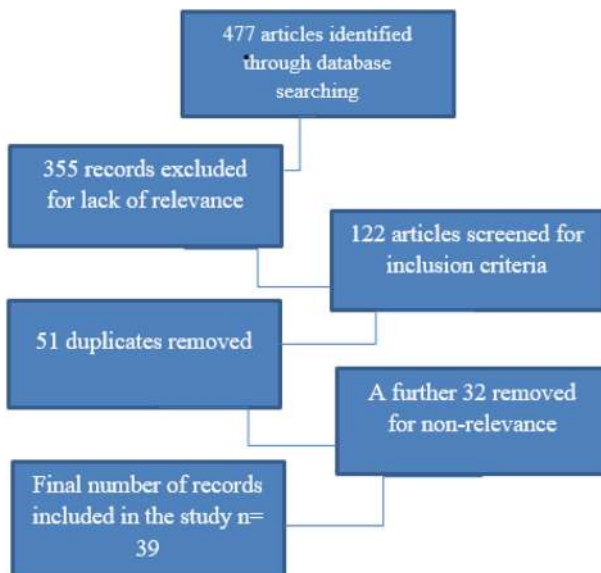 477 articles identified
through database
searching
355 records excluded
for lack of relevance
122 articles screened for
inclusion criteria
51 duplicates removed
A further 32 removed
for non-relevance
Final number of records
included in the study n=
39